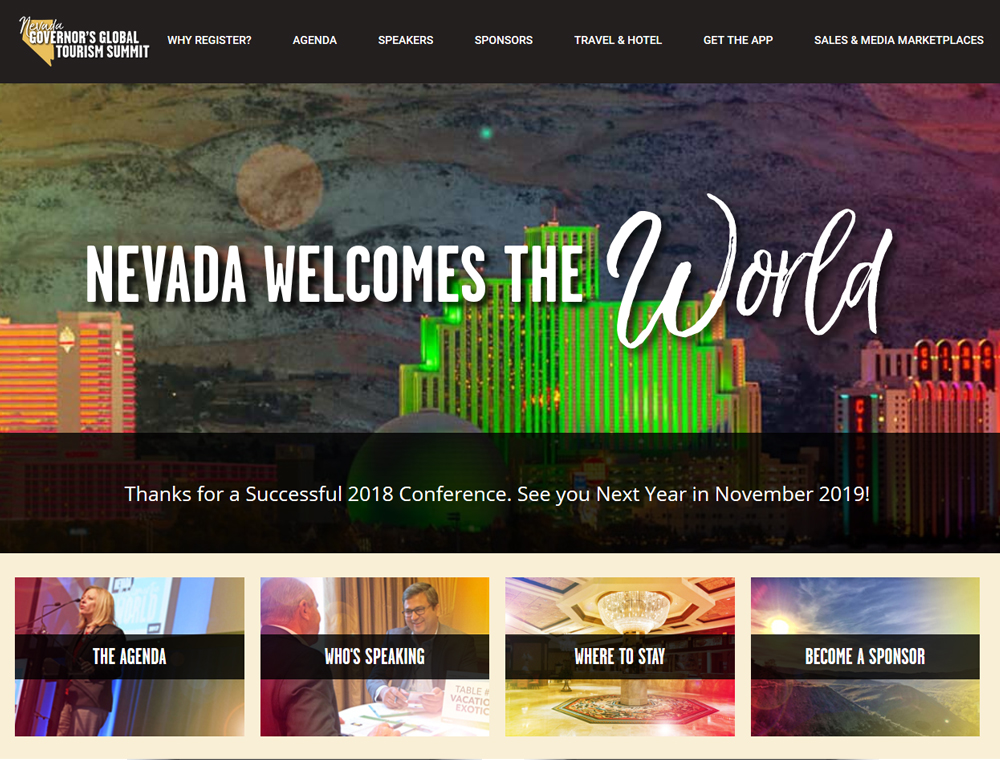 Nevada
GOVERNOR'S GLOBAL
TOURISM SUMMIT
WHY REGISTER?
AGENDA
SPEAKERS
SPONSORS
TRAVEL & HOTEL
GET THE APP
SALES & MEDIA MARKETPLACES
NEVADA WELCOMES THE World
CIRC
Thanks for a Successful 2018 Conference. See you Next Year in November 2019!
THE AGENDA
WHO'S SPEAKING
WHERE TO STAY
BECOME A SPONSOR
TABLE #
VACATIO
EXOTIC